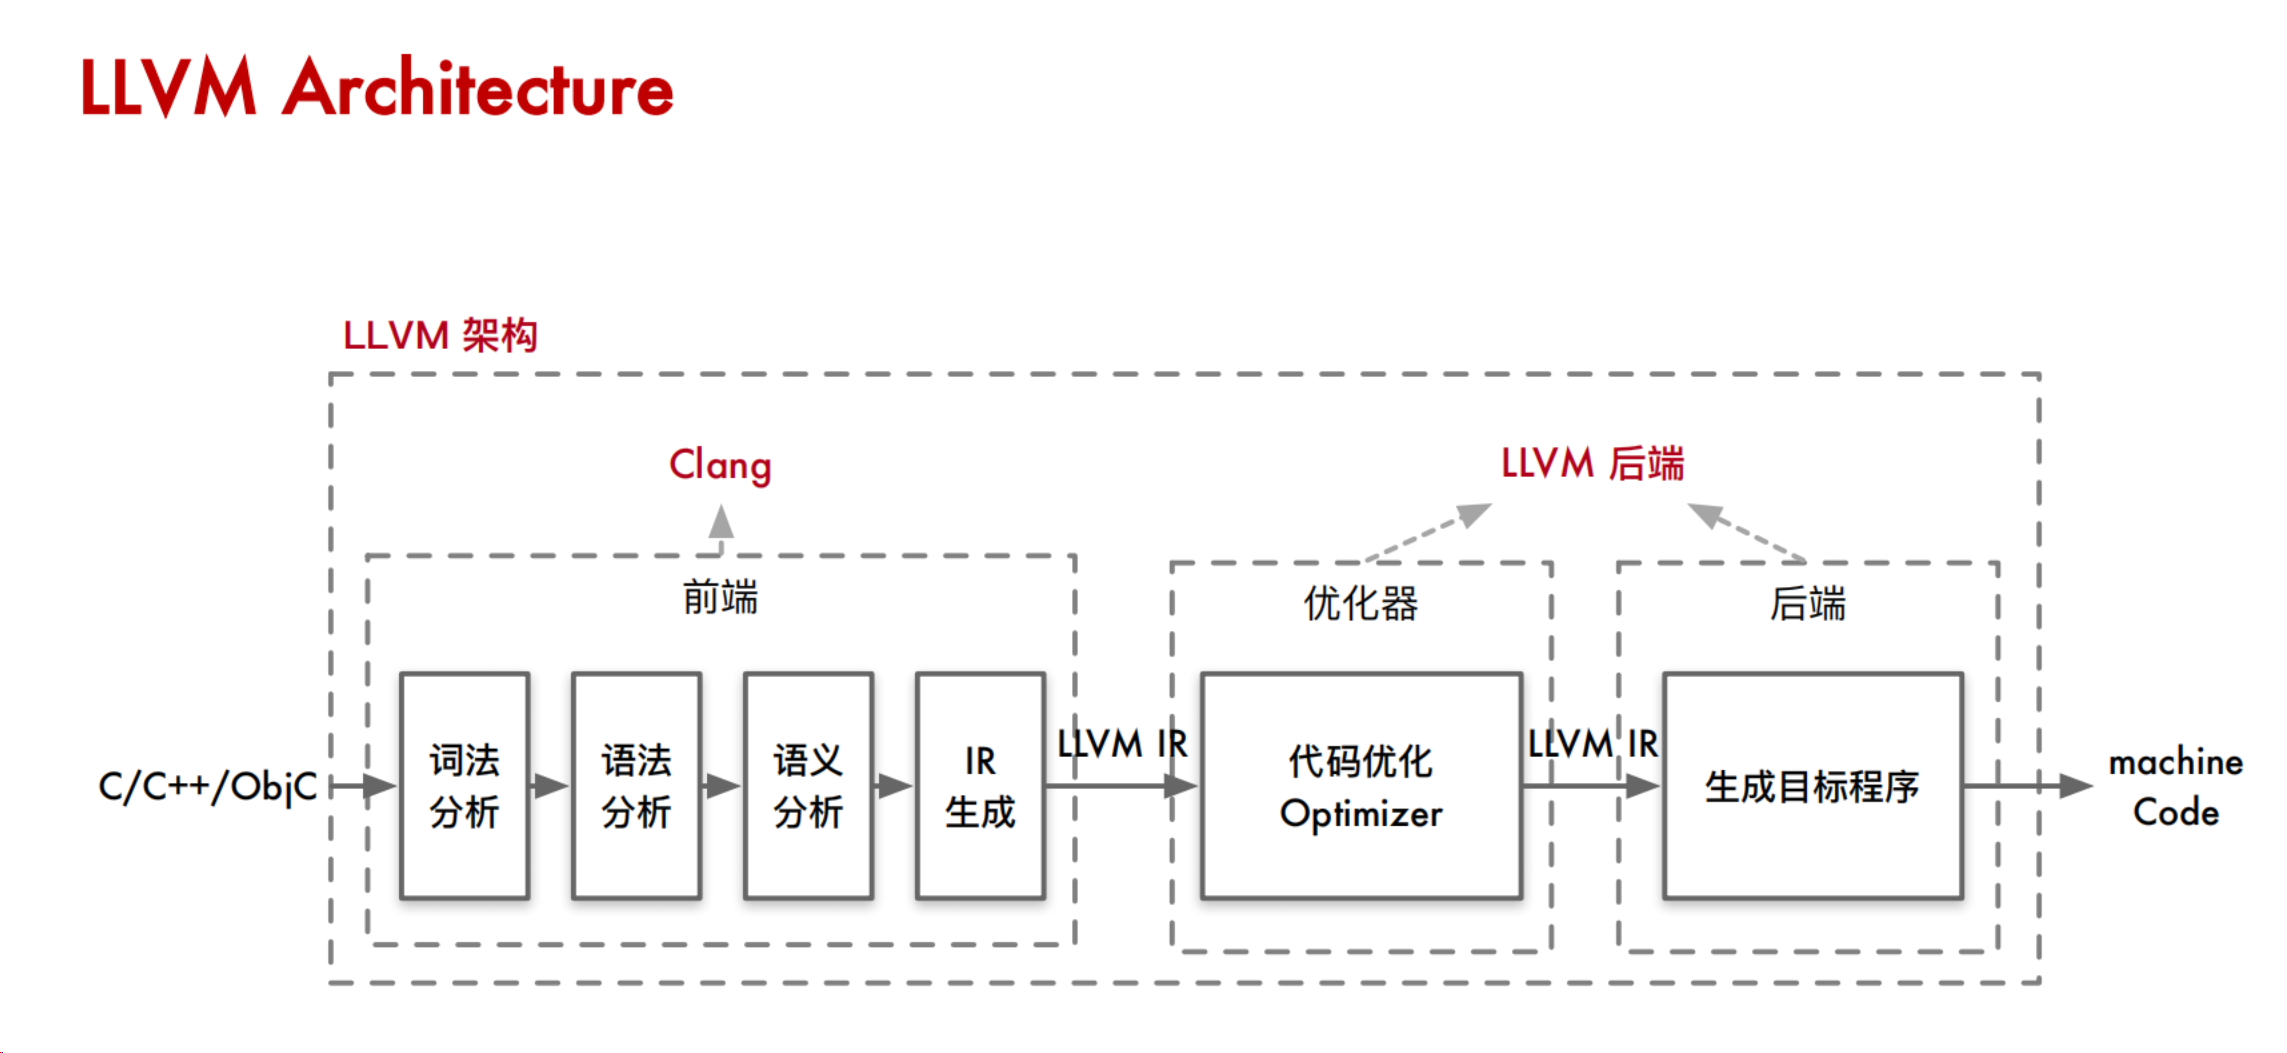 LLVM Architecture
LLVM 架构
Clang
LLVM 后端
前端
优化器
后端
C/C++/ObjC
词法
分析
语法
分析
语义
分析
IR
生成
LLVM IR
代码优化
Optimizer
LLVM IR
生成目标程序
machine
Code